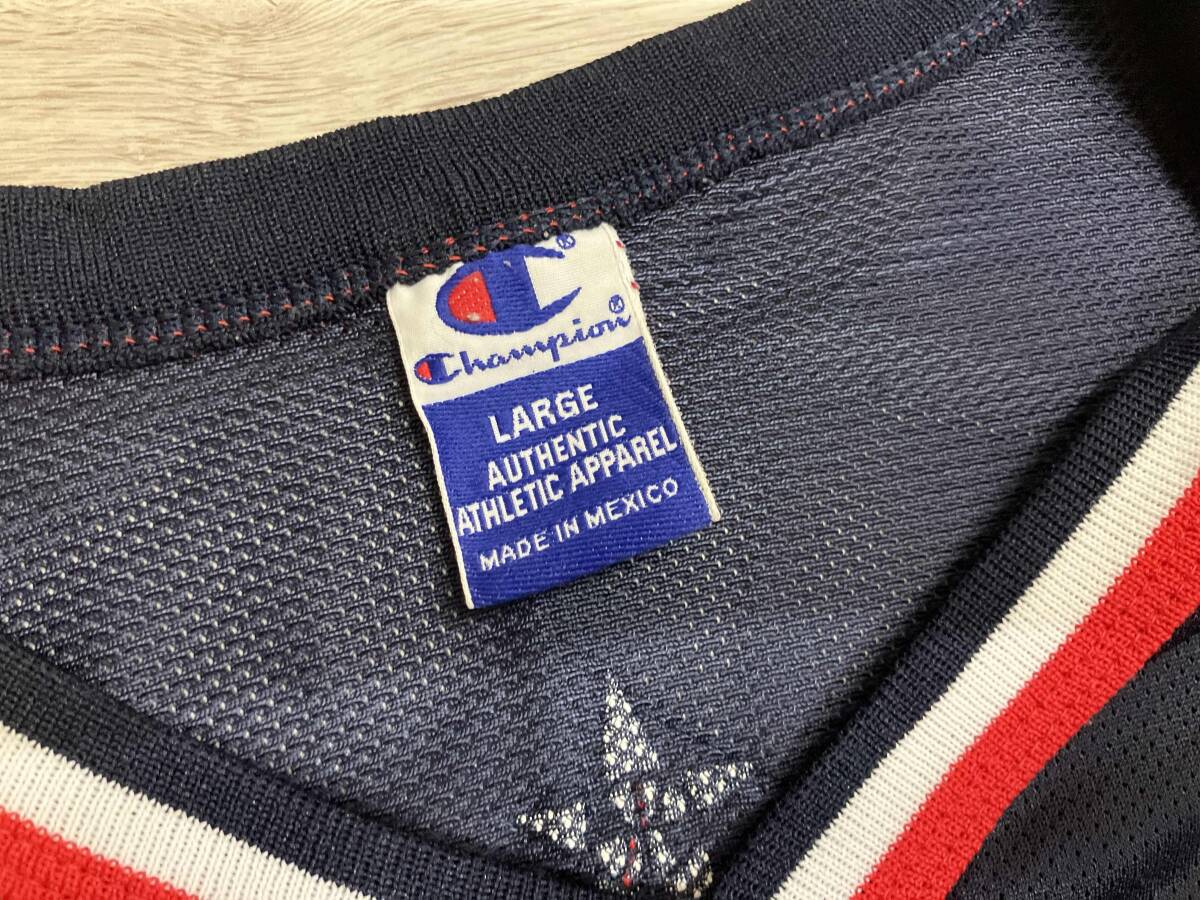 ®
Champion®
LARGE
AUTHENTIC
ATHLETIC APPAREL
MADE IN MEXICO